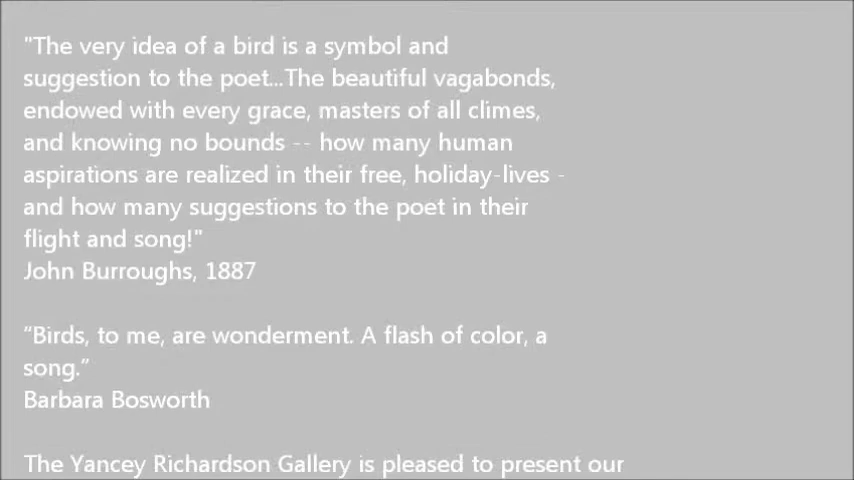 "The very idea of a bird is a symbol and
suggestion to the poet...The beautiful vagabonds,
endowed with every grace, masters of all climes,
and knowing no bounds -- how many human
aspirations are realized in their free, holiday-lives -
and how many suggestions to the poet in their
flight and song!"
John Burroughs, 1887
“Birds, to me, are wonderment. A flash of color, a
song.”
Barbara Bosworth
The Yancey Richardson Gallery is pleased to present our